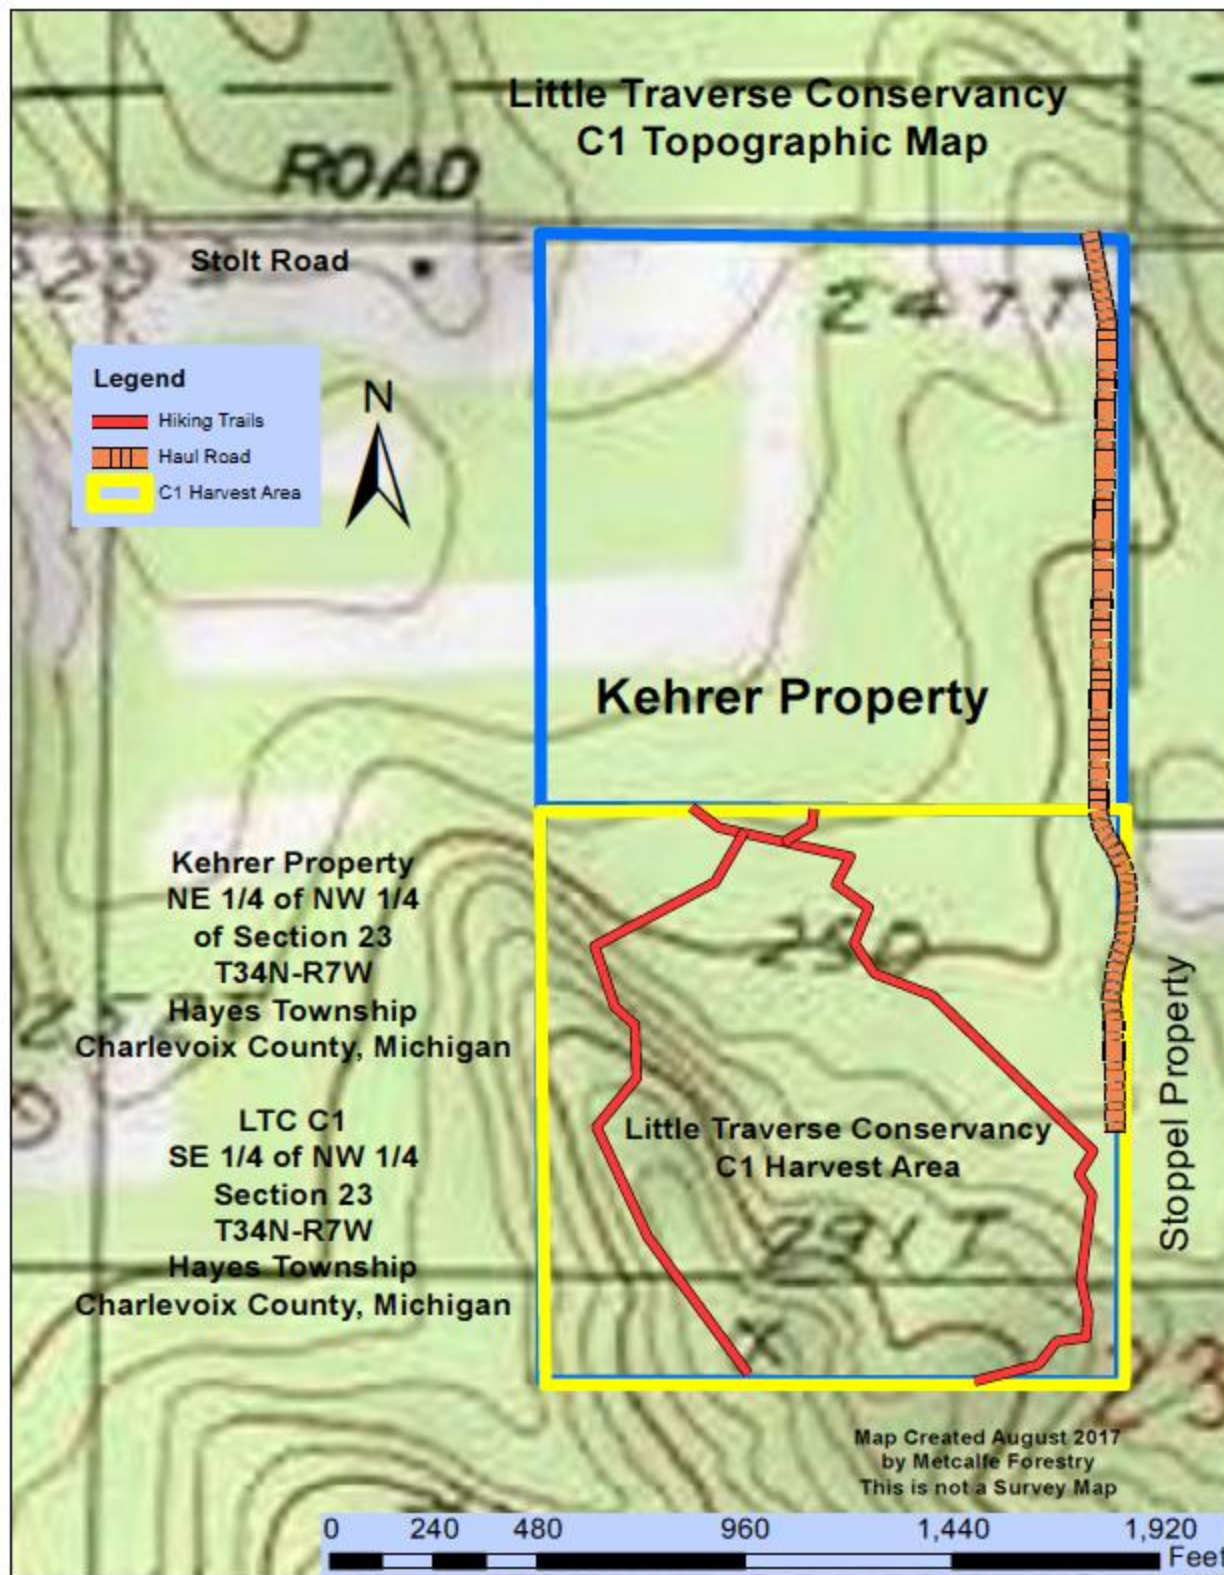 Little Traverse Conservancy
C1 Topographic Map
ROAD
Stolt Road
247T
Legend
Hiking Trails
Haul Road
C1 Harvest Area
N
Kehrer Property
Kehrer Property
NE 1/4 of NW 1/4
of Section 23
T34N-R7W
Hayes Township
Charlevoix County, Michigan
250
LTC C1
SE 1/4 of NW 1/4
Section 23
T34N-R7W
Hayes Township
Charlevoix County, Michigan
Little Traverse Conservancy
C1 Harvest Area
Stoppel Property
291T
X
23
Map Created August 2017
by Metcalfe Forestry
This is not a Survey Map
0 240 480 960 1,440 1,920
Feet